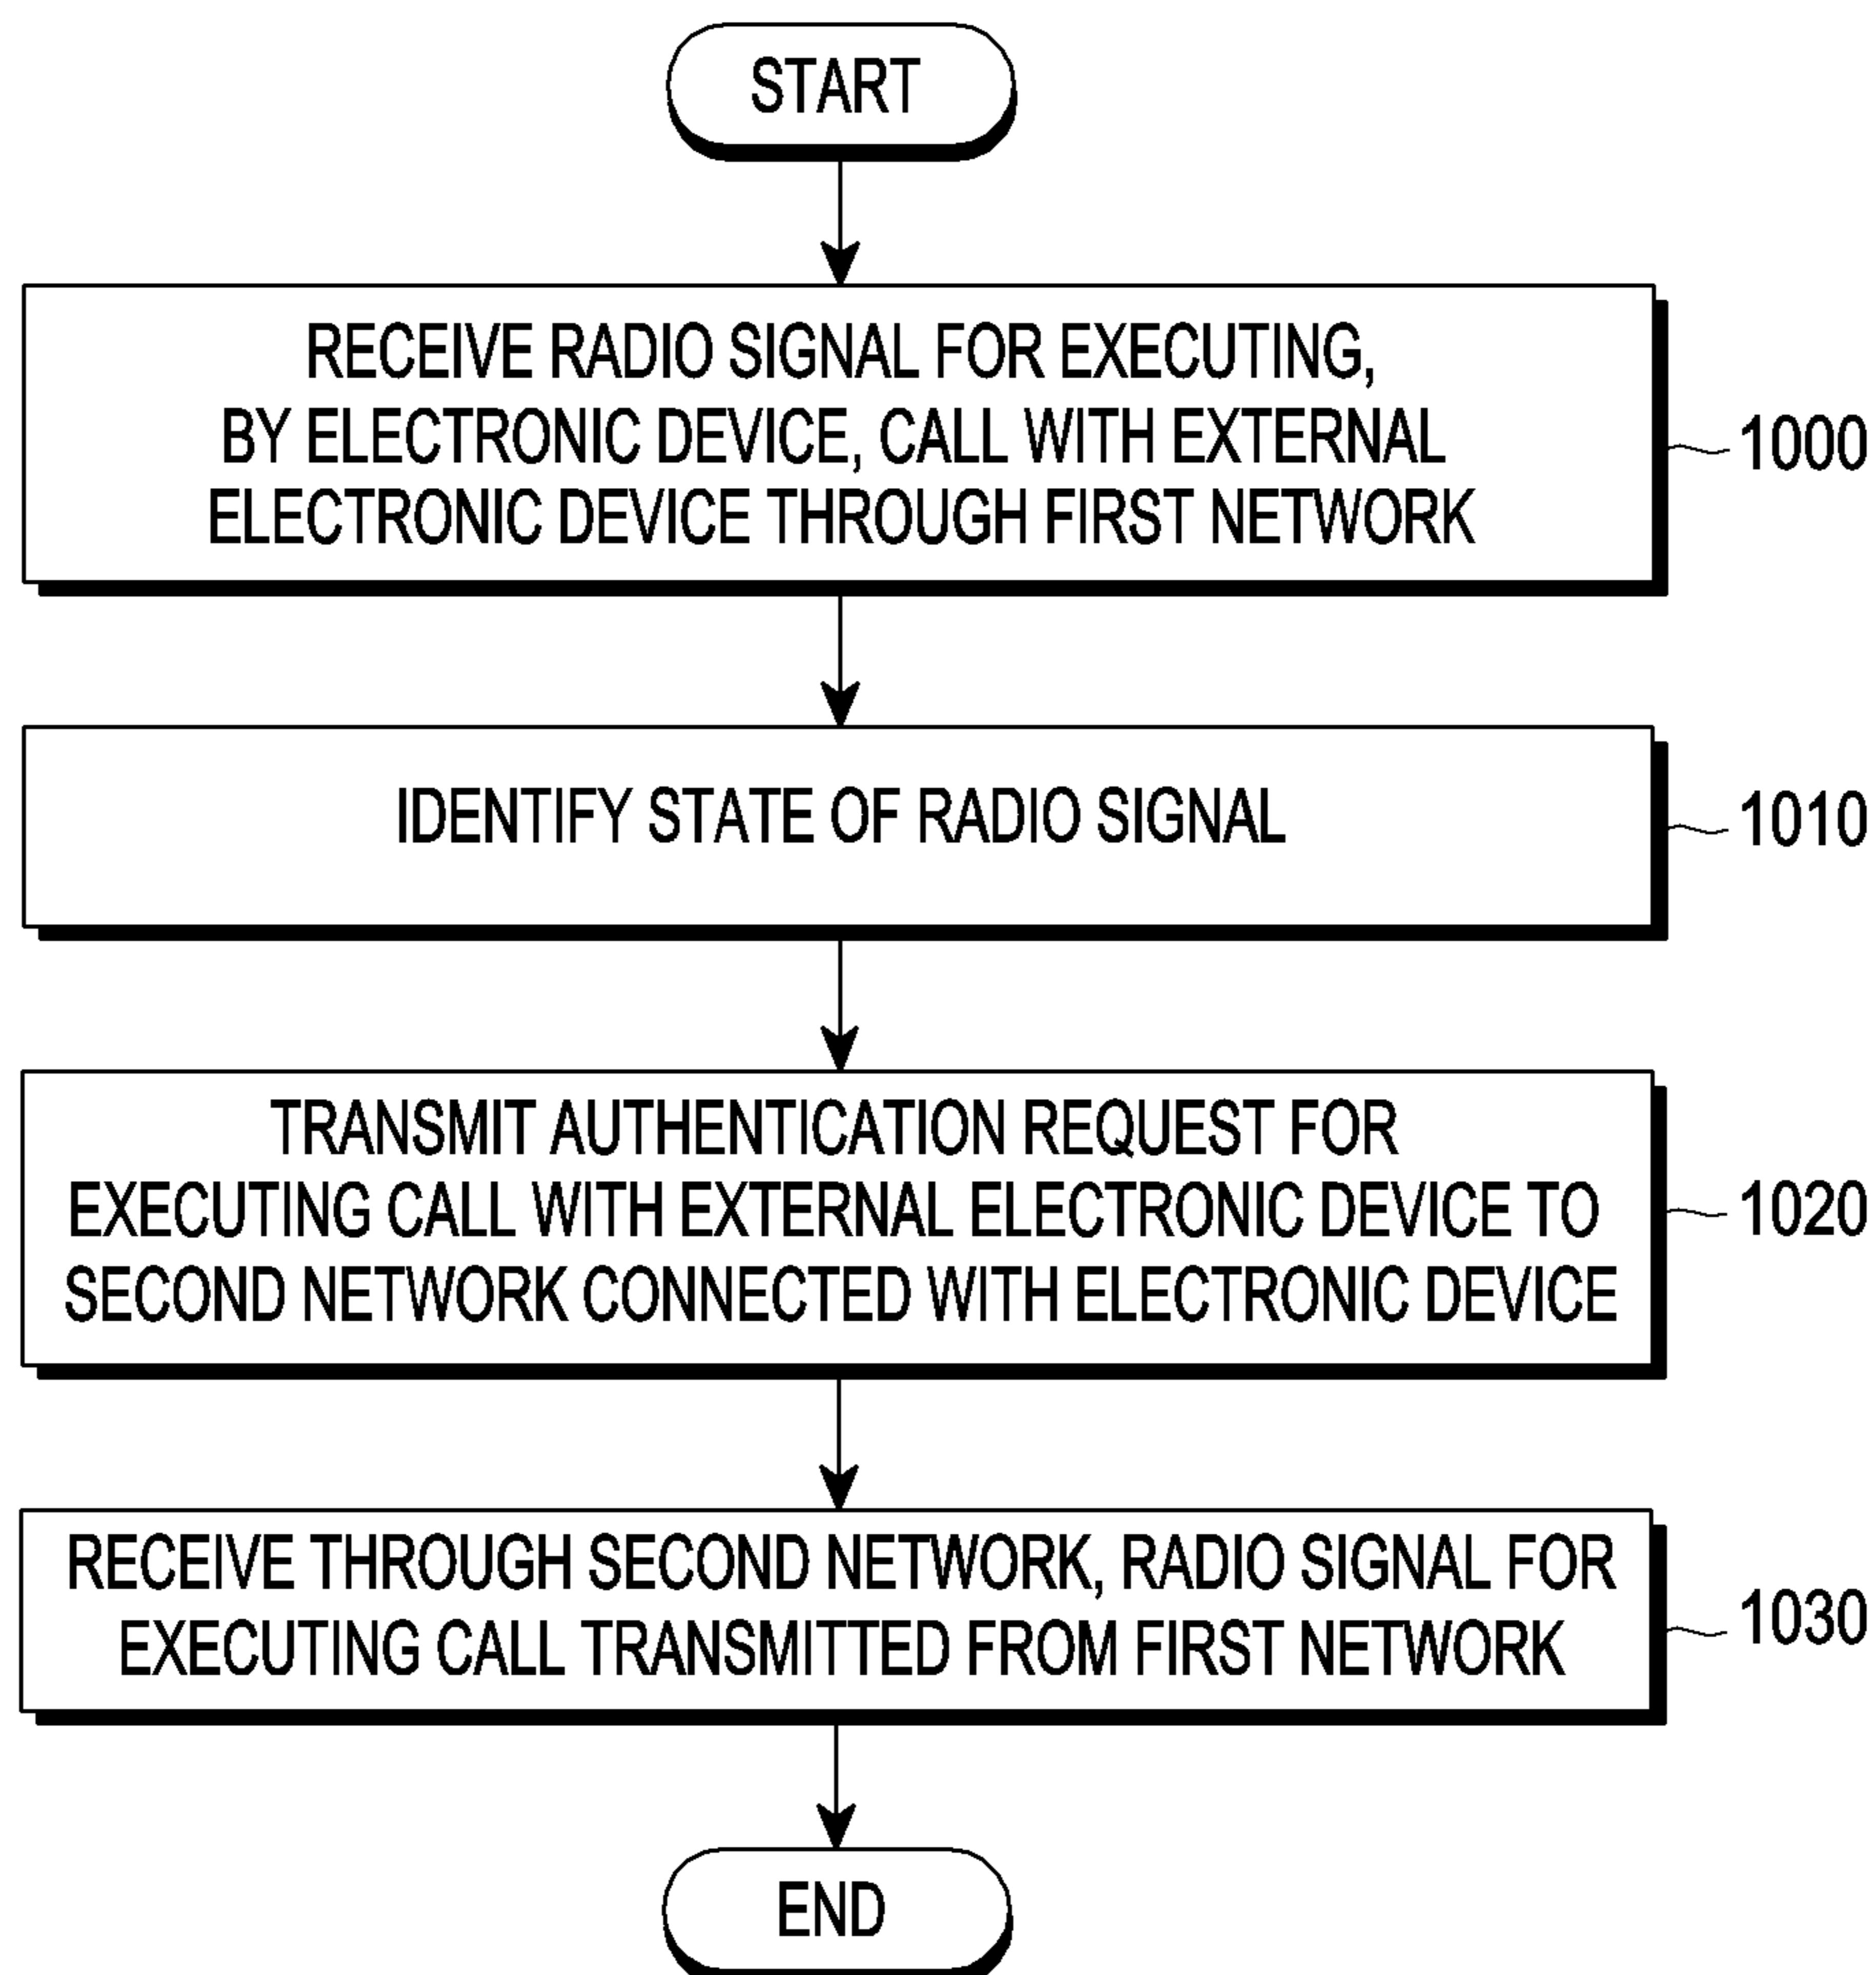 START
RECEIVE RADIO SIGNAL FOR EXECUTING,
BY ELECTRONIC DEVICE, CALL WITH EXTERNAL
ELECTRONIC DEVICE THROUGH FIRST NETWORK
1000
IDENTIFY STATE OF RADIO SIGNAL
1010
TRANSMIT AUTHENTICATION REQUEST FOR
EXECUTING CALL WITH EXTERNAL ELECTRONIC DEVICE TO
SECOND NETWORK CONNECTED WITH ELECTRONIC DEVICE
1020
RECEIVE THROUGH SECOND NETWORK, RADIO SIGNAL FOR
EXECUTING CALL TRANSMITTED FROM FIRST NETWORK
1030
END